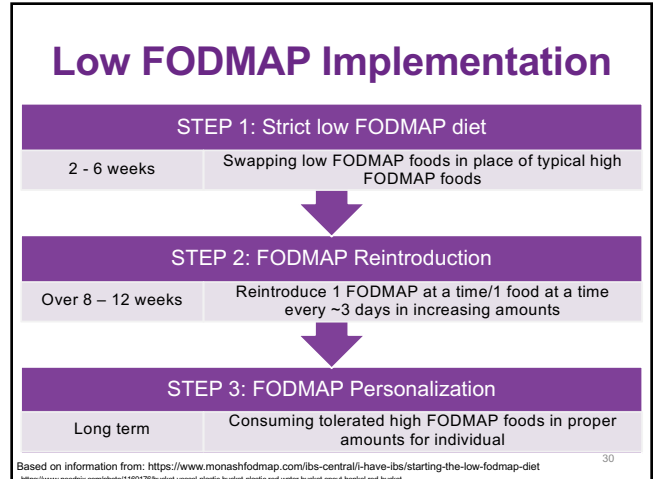 Low FODMAP Implementation
STEP 1: Strict low FODMAP diet
2 - 6 weeks
Swapping low FODMAP foods in place of typical high
FODMAP foods
STEP 2: FODMAP Reintroduction
Over 8 – 12 weeks
Reintroduce 1 FODMAP at a time/1 food at a time
every ~3 days in increasing amounts
STEP 3: FODMAP Personalization
Long term
Consuming tolerated high FODMAP foods in proper
amounts for individual
30
Based on information from: https://www.monashfodmap.com/ibs-central/i-have-ibs/starting-the-low-fodmap-diet